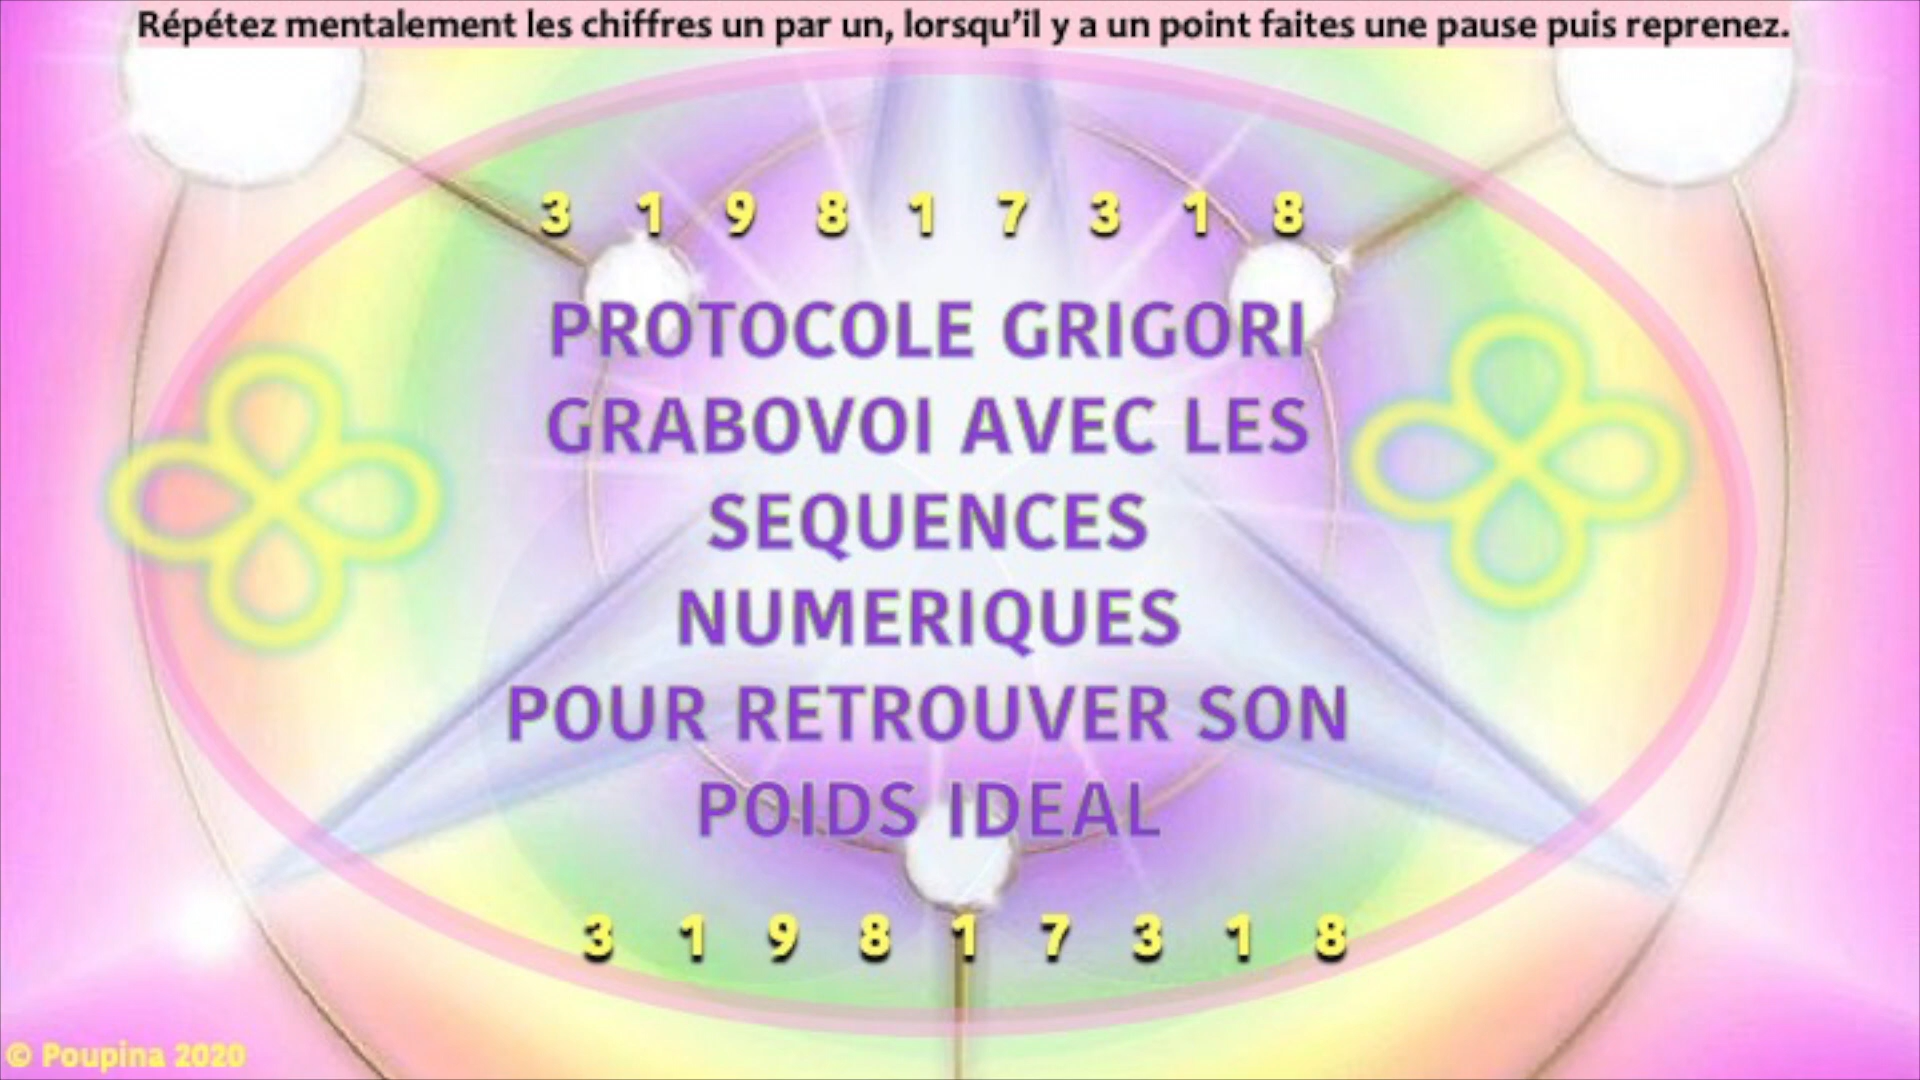 Répétez mentalement les chiffres un par un, lorsqu'il y a un point faites une pause puis reprenez.
3 1 9 8 1 7 3 1 8
PROTOCOLE GRIGORI
GRABOVOI AVEC LES
SEQUENCES
NUMERIQUES
POUR RETROUVER SON
POIDS IDEAL
3 1 9 8 1 7 3 1 8
© Poupina 2020